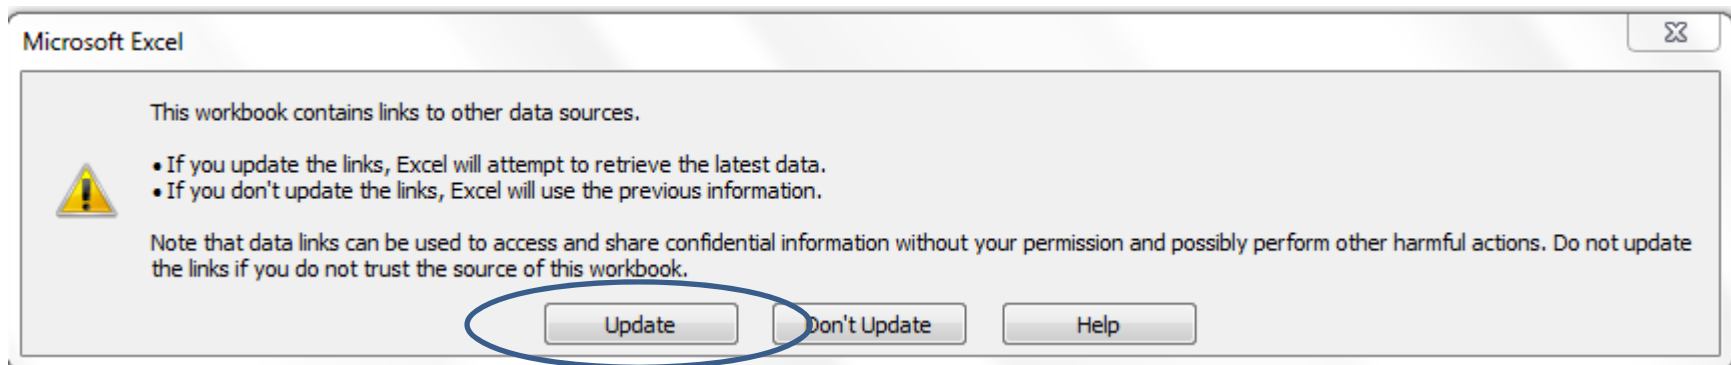 Microsoft Excel
This workbook contains links to other data sources.
• If you update the links, Excel will attempt to retrieve the latest data.
• If you don't update the links, Excel will use the previous information.
Note that data links can be used to access and share confidential information without your permission and possibly perform other harmful actions. Do not update
the links if you do not trust the source of this workbook.
Update Don't Update Help